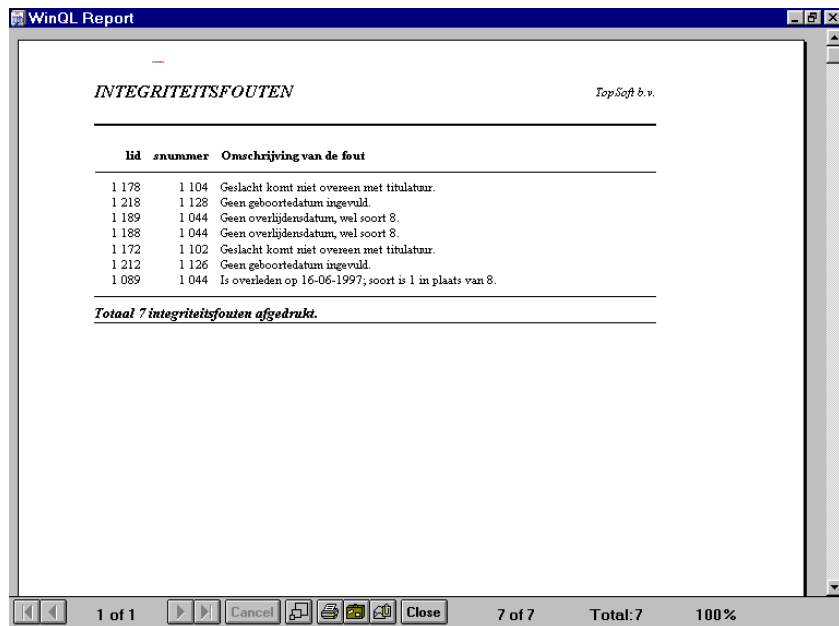 WinQL Report
INTEGRITEITSFOUTEN TopSoft b.v.
lid snummer Omschrijving van de fout
1 178 1 104 Geslacht komt niet overeen met titulatuur.
1 218 1 128 Geen geboortedatum ingevuld.
1 189 1 044 Geen overlijdensdatum, wel soort 8.
1 188 1 044 Geen overlijdensdatum, wel soort 8.
1 172 1 102 Geslacht komt niet overeen met titulatuur.
1 212 1 126 Geen geboortedatum ingevuld.
1 089 1 044 Is overleden op 16-06-1997; soort is 1 in plaats van 8.
Totaal 7 integriteitsfouten afgedrukt.
1 of 1 Cancel Close 7 of 7 Total:7 100%